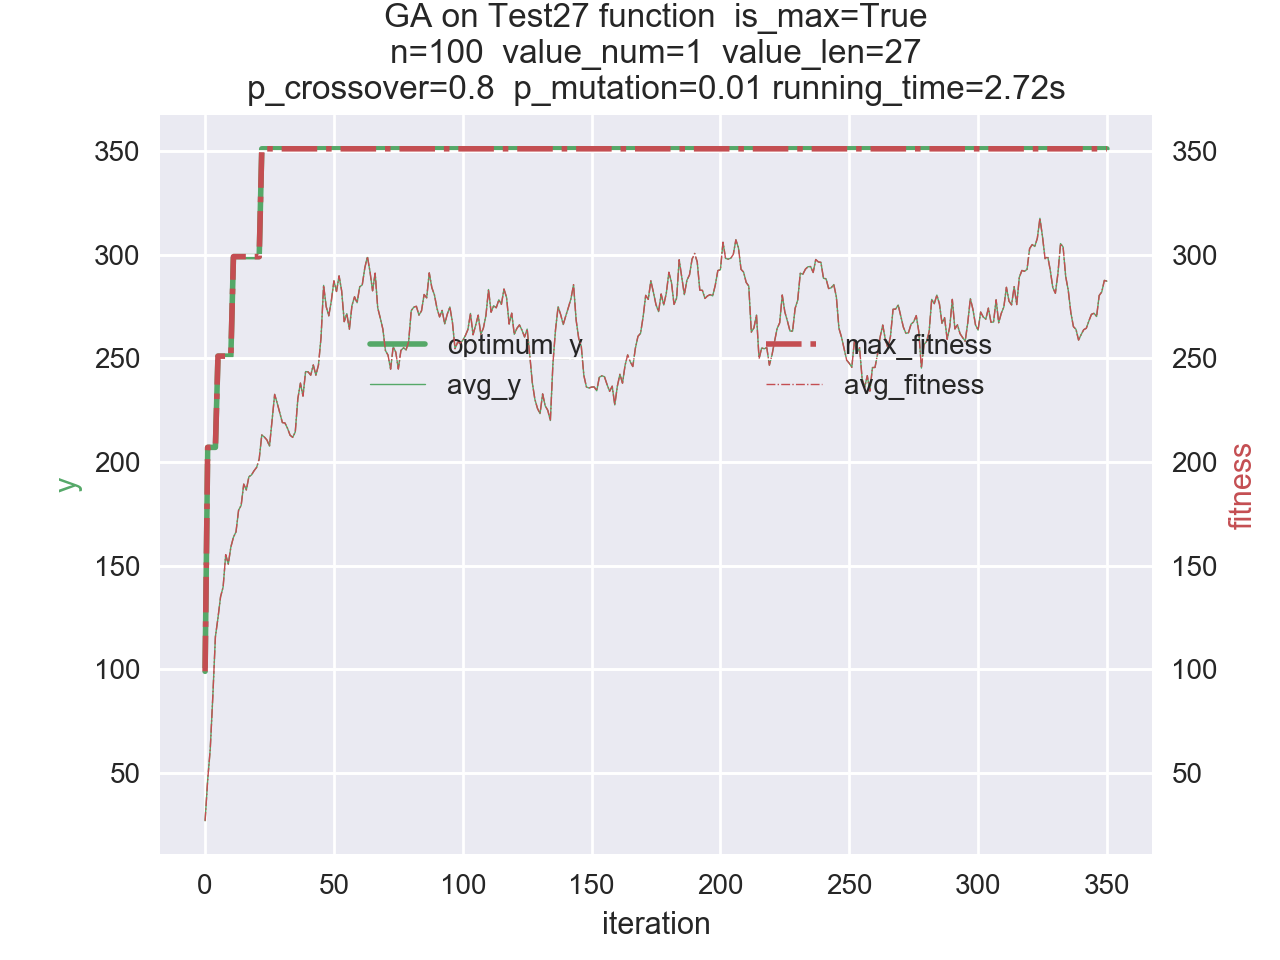 GA on Test27 function  is_max=True
n=100  value_num=1  value_len=27
p_crossover=0.8  p_mutation=0.01 running_time=2.72s
350
300
250
200
150
100
50
y
optimum_y
avg_y
max_fitness
avg_fitness
350
300
250
200
150
100
50
fitness
0 50 100 150 200 250 300 350
iteration